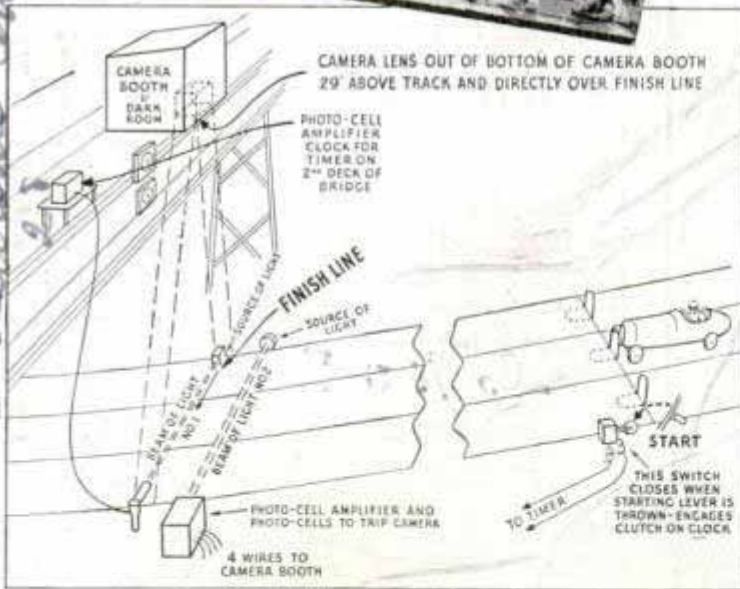 CAMERA
BOOTH
&
DARK
ROOM
CAMERA LENS OUT OF BOTTOM OF CAMERA BOOTH
29' ABOVE TRACK AND DIRECTLY OVER FINISH LINE
PHOTO-CELL
AMPLIFIER
CLOCK FOR
TIMER ON
2ND DECK OF
BRIDGE
SOURCE OF LIGHT
FINISH LINE
SOURCE OF
LIGHT
BEAM OF LIGHT
NO.1
BEAM OF LIGHT NO.2
START
THIS SWITCH
CLOSES WHEN
STARTING LEVER IS
THROWN-ENGAGES
CLUTCH ON CLOCK
TO TIMER
PHOTO-CELL AMPLIFIER AND
PHOTO-CELLS TO TRIP CAMERA
4 WIRES TO
CAMERA BOOTH